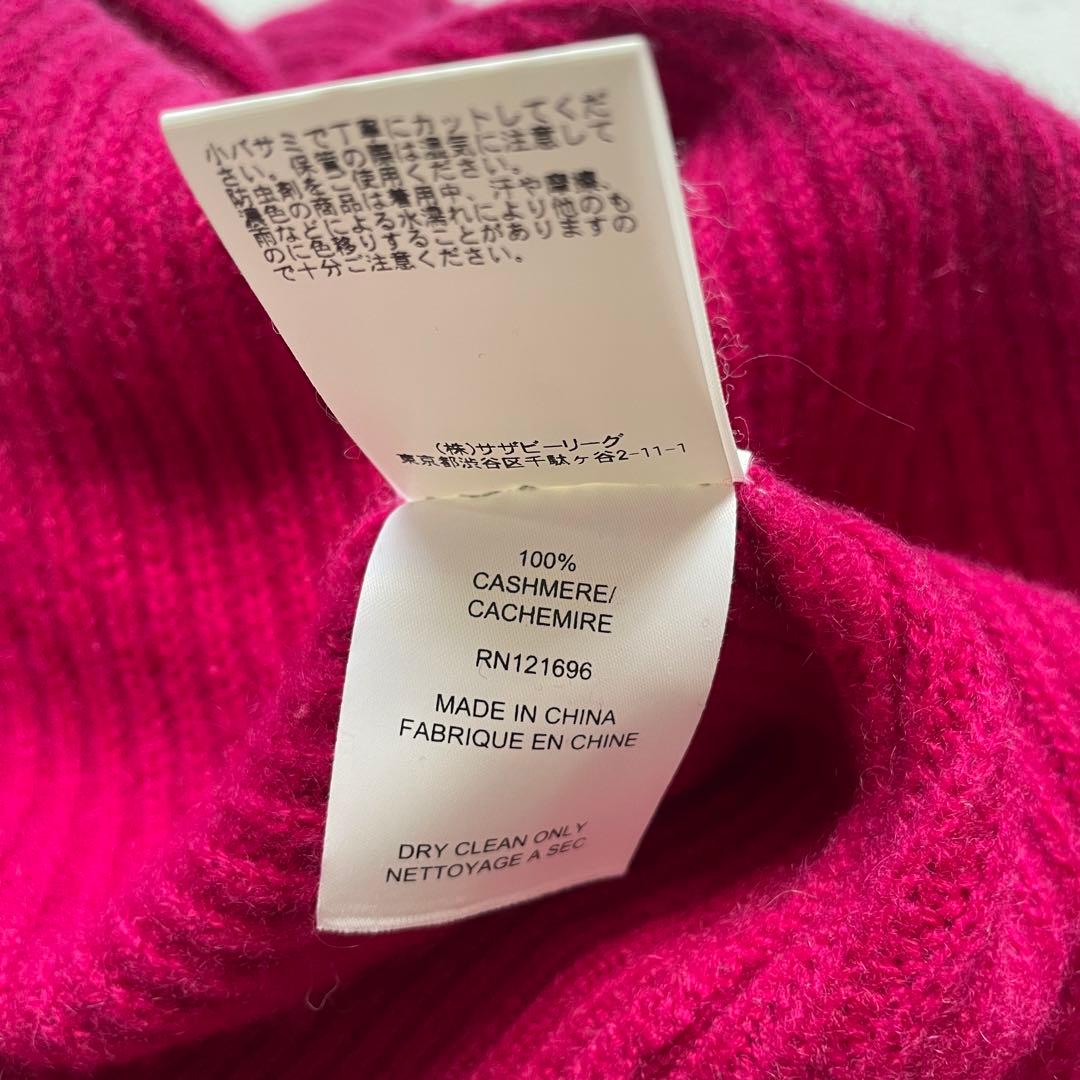 小バサミで丁寧にカットしてくだ
さい。保管の際には湿気に注意して
防虫剤をご使用ください。
濃色の商品は着用中、汗や摩擦、
雨などによる水濡れにより他のもの
に色移りすることがありますの
で十分ご注意ください。
(株)サザビーリーグ
東京都渋谷区千駄ヶ谷2-11-1
100%
CASHMERE/
CACHEMIRE
RN121696
MADE IN CHINA
FABRIQUE EN CHINE
DRY CLEAN ONLY
NETTOYAGE A SEC